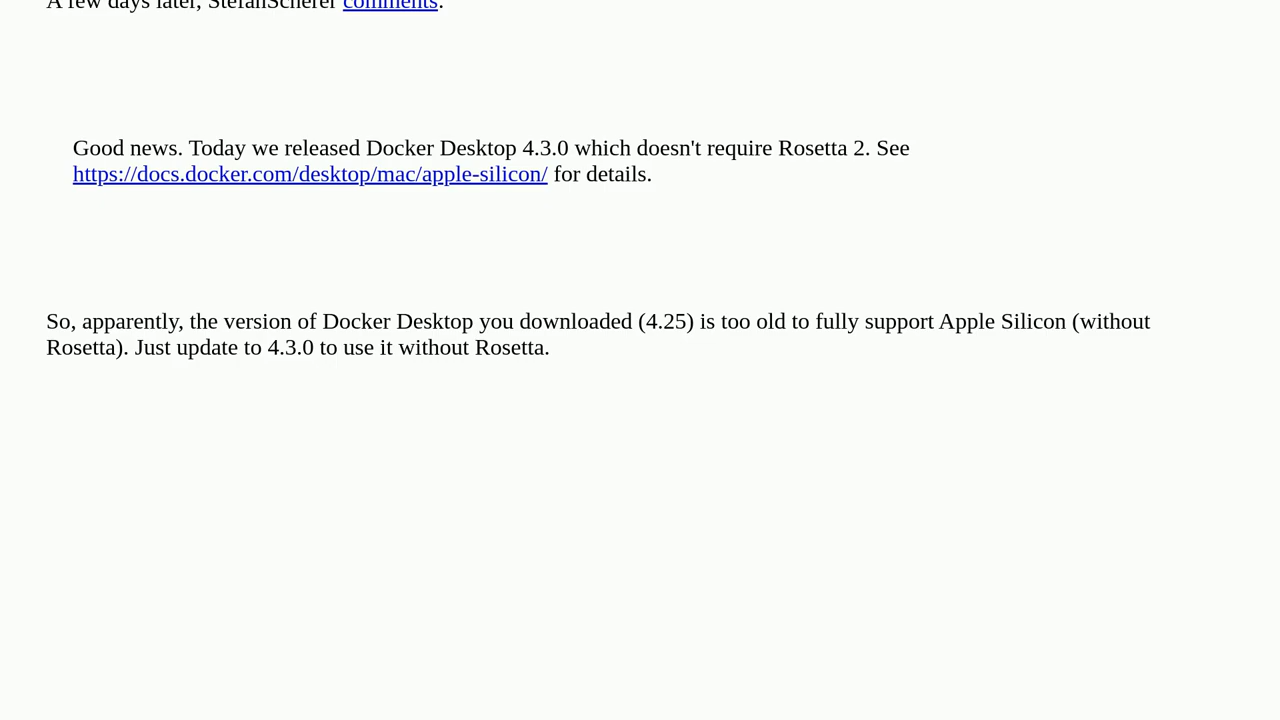 A few days later, StefanScherer comments.
Good news. Today we released Docker Desktop 4.3.0 which doesn't require Rosetta 2. See
https://docs.docker.com/desktop/mac/apple-silicon/ for details.
So, apparently, the version of Docker Desktop you downloaded (4.25) is too old to fully support Apple Silicon (without
Rosetta). Just update to 4.3.0 to use it without Rosetta.